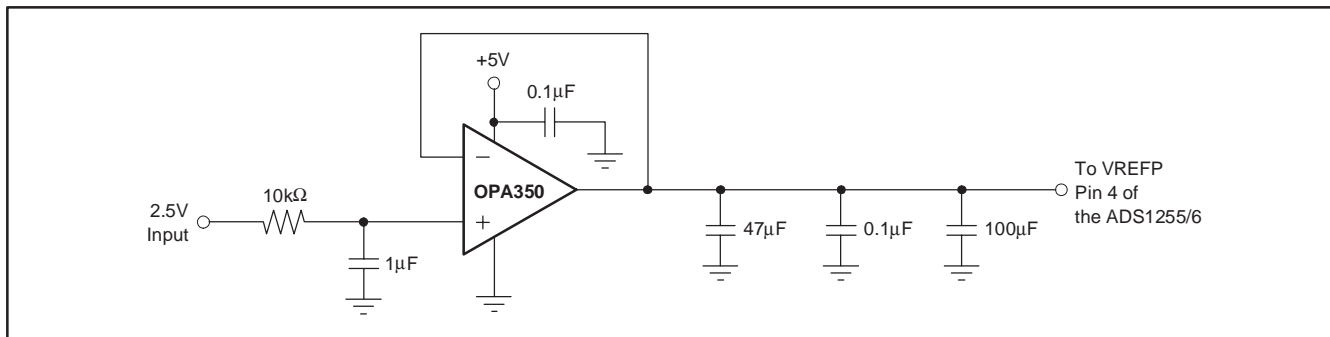 +5V
0.1μF
−
OPA350
+
10kΩ
2.5V
Input
1μF
47μF
0.1μF
100μF
To VREFP
Pin 4 of
the ADS1255/6